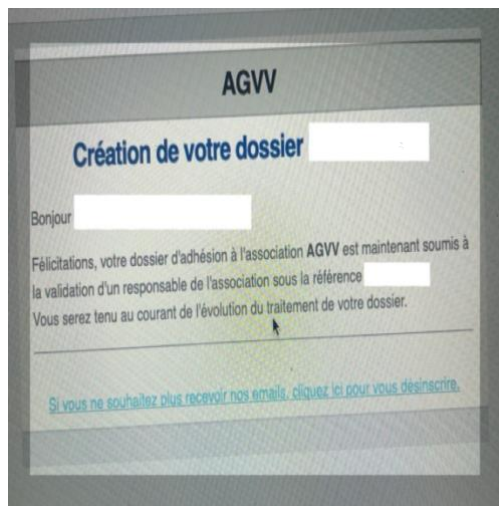 AGVV
Création de votre dossier
Bonjour
Félicitations, votre dossier d'adhésion à l'association AGVV est maintenant soumis à
la validation d'un responsable de l'association sous la référence
Vous serez tenu au courant de l'évolution du traitement de votre dossier.
Si vous ne souhaitez plus recevoir nos emails, cliquez ici pour vous désinscrire.